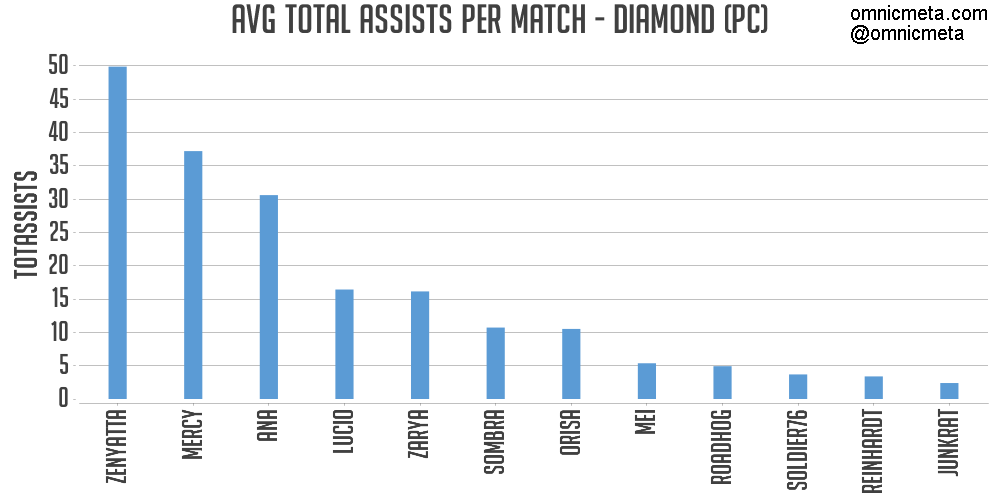 AVG TOTAL ASSISTS PER MATCH - DIAMOND (PC)
omnicmeta.com
@omnicmeta
TOTASSISTS
50
45
40
35
30
25
20
15
10
5
0
ZENYATTA
MERCY
ANA
LUCIO
ZARYA
SOMBRA
ORISA
MEI
ROADHOG
SOLDIER76
REINHARDT
JUNKRAT